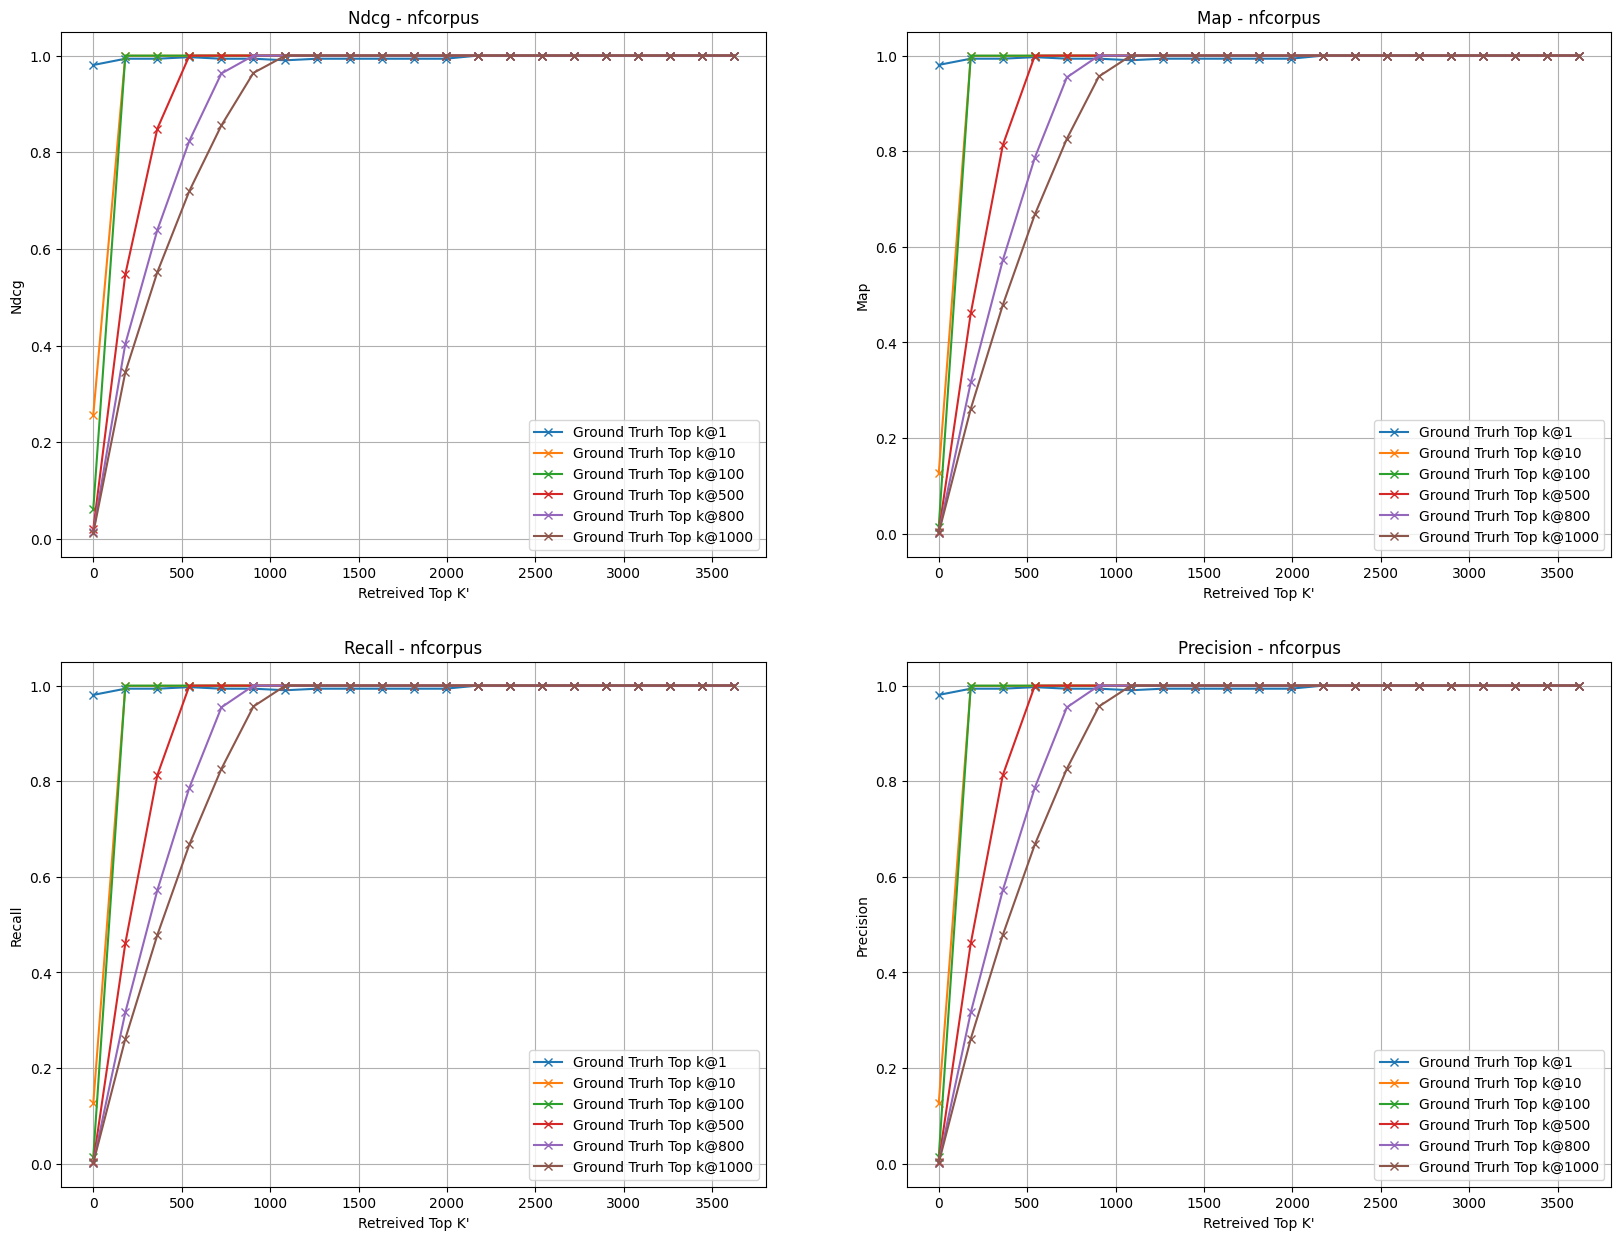 Ndcg - nfcorpus
1.0
0.8
0.6
0.4
0.2
0.0
Ndcg
0 500 1000 1500 2000 2500 3000 3500
Retreived Top K'
Ground Trurh Top k@1
Ground Trurh Top k@10
Ground Trurh Top k@100
Ground Trurh Top k@500
Ground Trurh Top k@800
Ground Trurh Top k@1000
Map - nfcorpus
1.0
0.8
0.6
0.4
0.2
0.0
Map
0 500 1000 1500 2000 2500 3000 3500
Retreived Top K'
Ground Trurh Top k@1
Ground Trurh Top k@10
Ground Trurh Top k@100
Ground Trurh Top k@500
Ground Trurh Top k@800
Ground Trurh Top k@1000
Recall - nfcorpus
1.0
0.8
0.6
0.4
0.2
0.0
Recall
0 500 1000 1500 2000 2500 3000 3500
Retreived Top K'
Ground Trurh Top k@1
Ground Trurh Top k@10
Ground Trurh Top k@100
Ground Trurh Top k@500
Ground Trurh Top k@800
Ground Trurh Top k@1000
Precision - nfcorpus
1.0
0.8
0.6
0.4
0.2
0.0
Precision
0 500 1000 1500 2000 2500 3000 3500
Retreived Top K'
Ground Trurh Top k@1
Ground Trurh Top k@10
Ground Trurh Top k@100
Ground Trurh Top k@500
Ground Trurh Top k@800
Ground Trurh Top k@1000